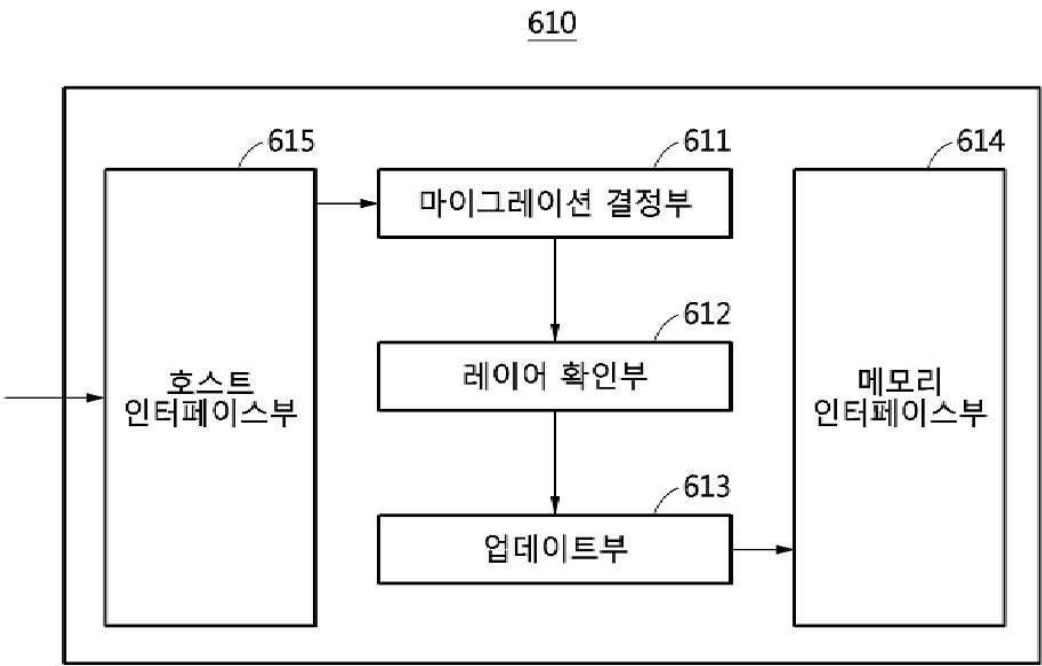 610
615
611
614
마이그레이션 결정부
612
호스트
인터페이스부
레이어 확인부
메모리
인터페이스부
613
업데이트부